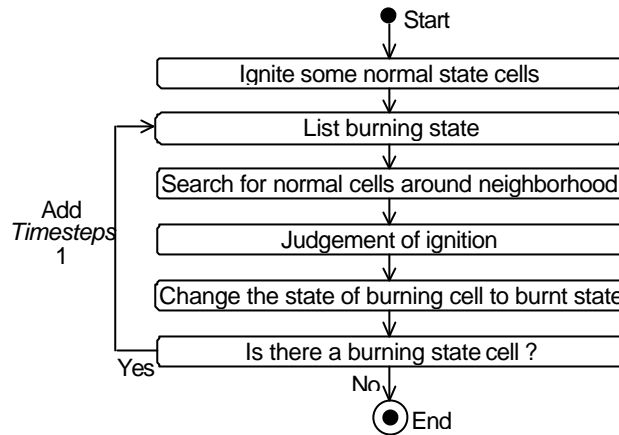 Start
Ignite some normal state cells
List burning state
Search for normal cells around neighborhood
Add
Timesteps
1
Judgement of ignition
Change the state of burning cell to burnt state
Is there a burning state cell ?
Yes
No
End